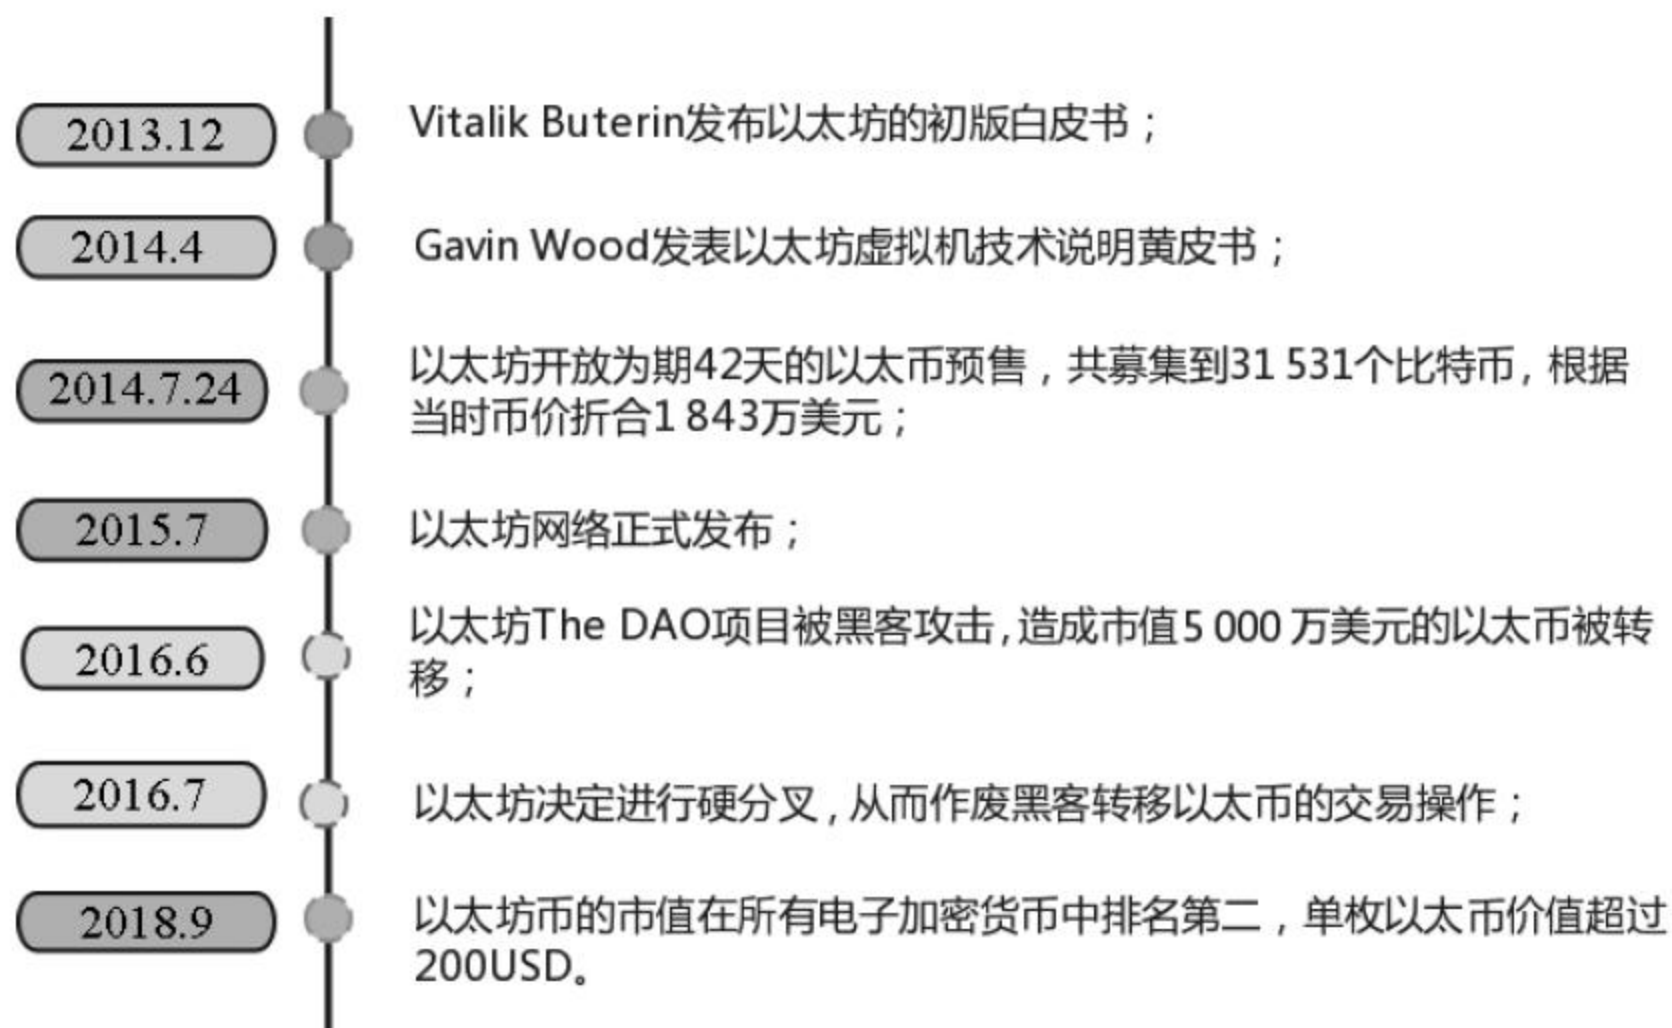 2013.12
Vitalik Buterin发布以太坊的初版白皮书；
2014.4
Gavin Wood发表以太坊虚拟机技术说明黄皮书；
2014.7.24
以太坊开放为期42天的以太币预售，共募集到31 531个比特币，根据
当时币价折合1 843万美元；
2015.7
以太坊网络正式发布；
2016.6
以太坊The DAO项目被黑客攻击，造成市值5 000 万美元的以太币被转
移；
2016.7
以太坊决定进行硬分叉，从而作废黑客转移以太币的交易操作；
2018.9
以太坊币的市值在所有电子加密货币中排名第二，单枚以太币价值超过
200USD。